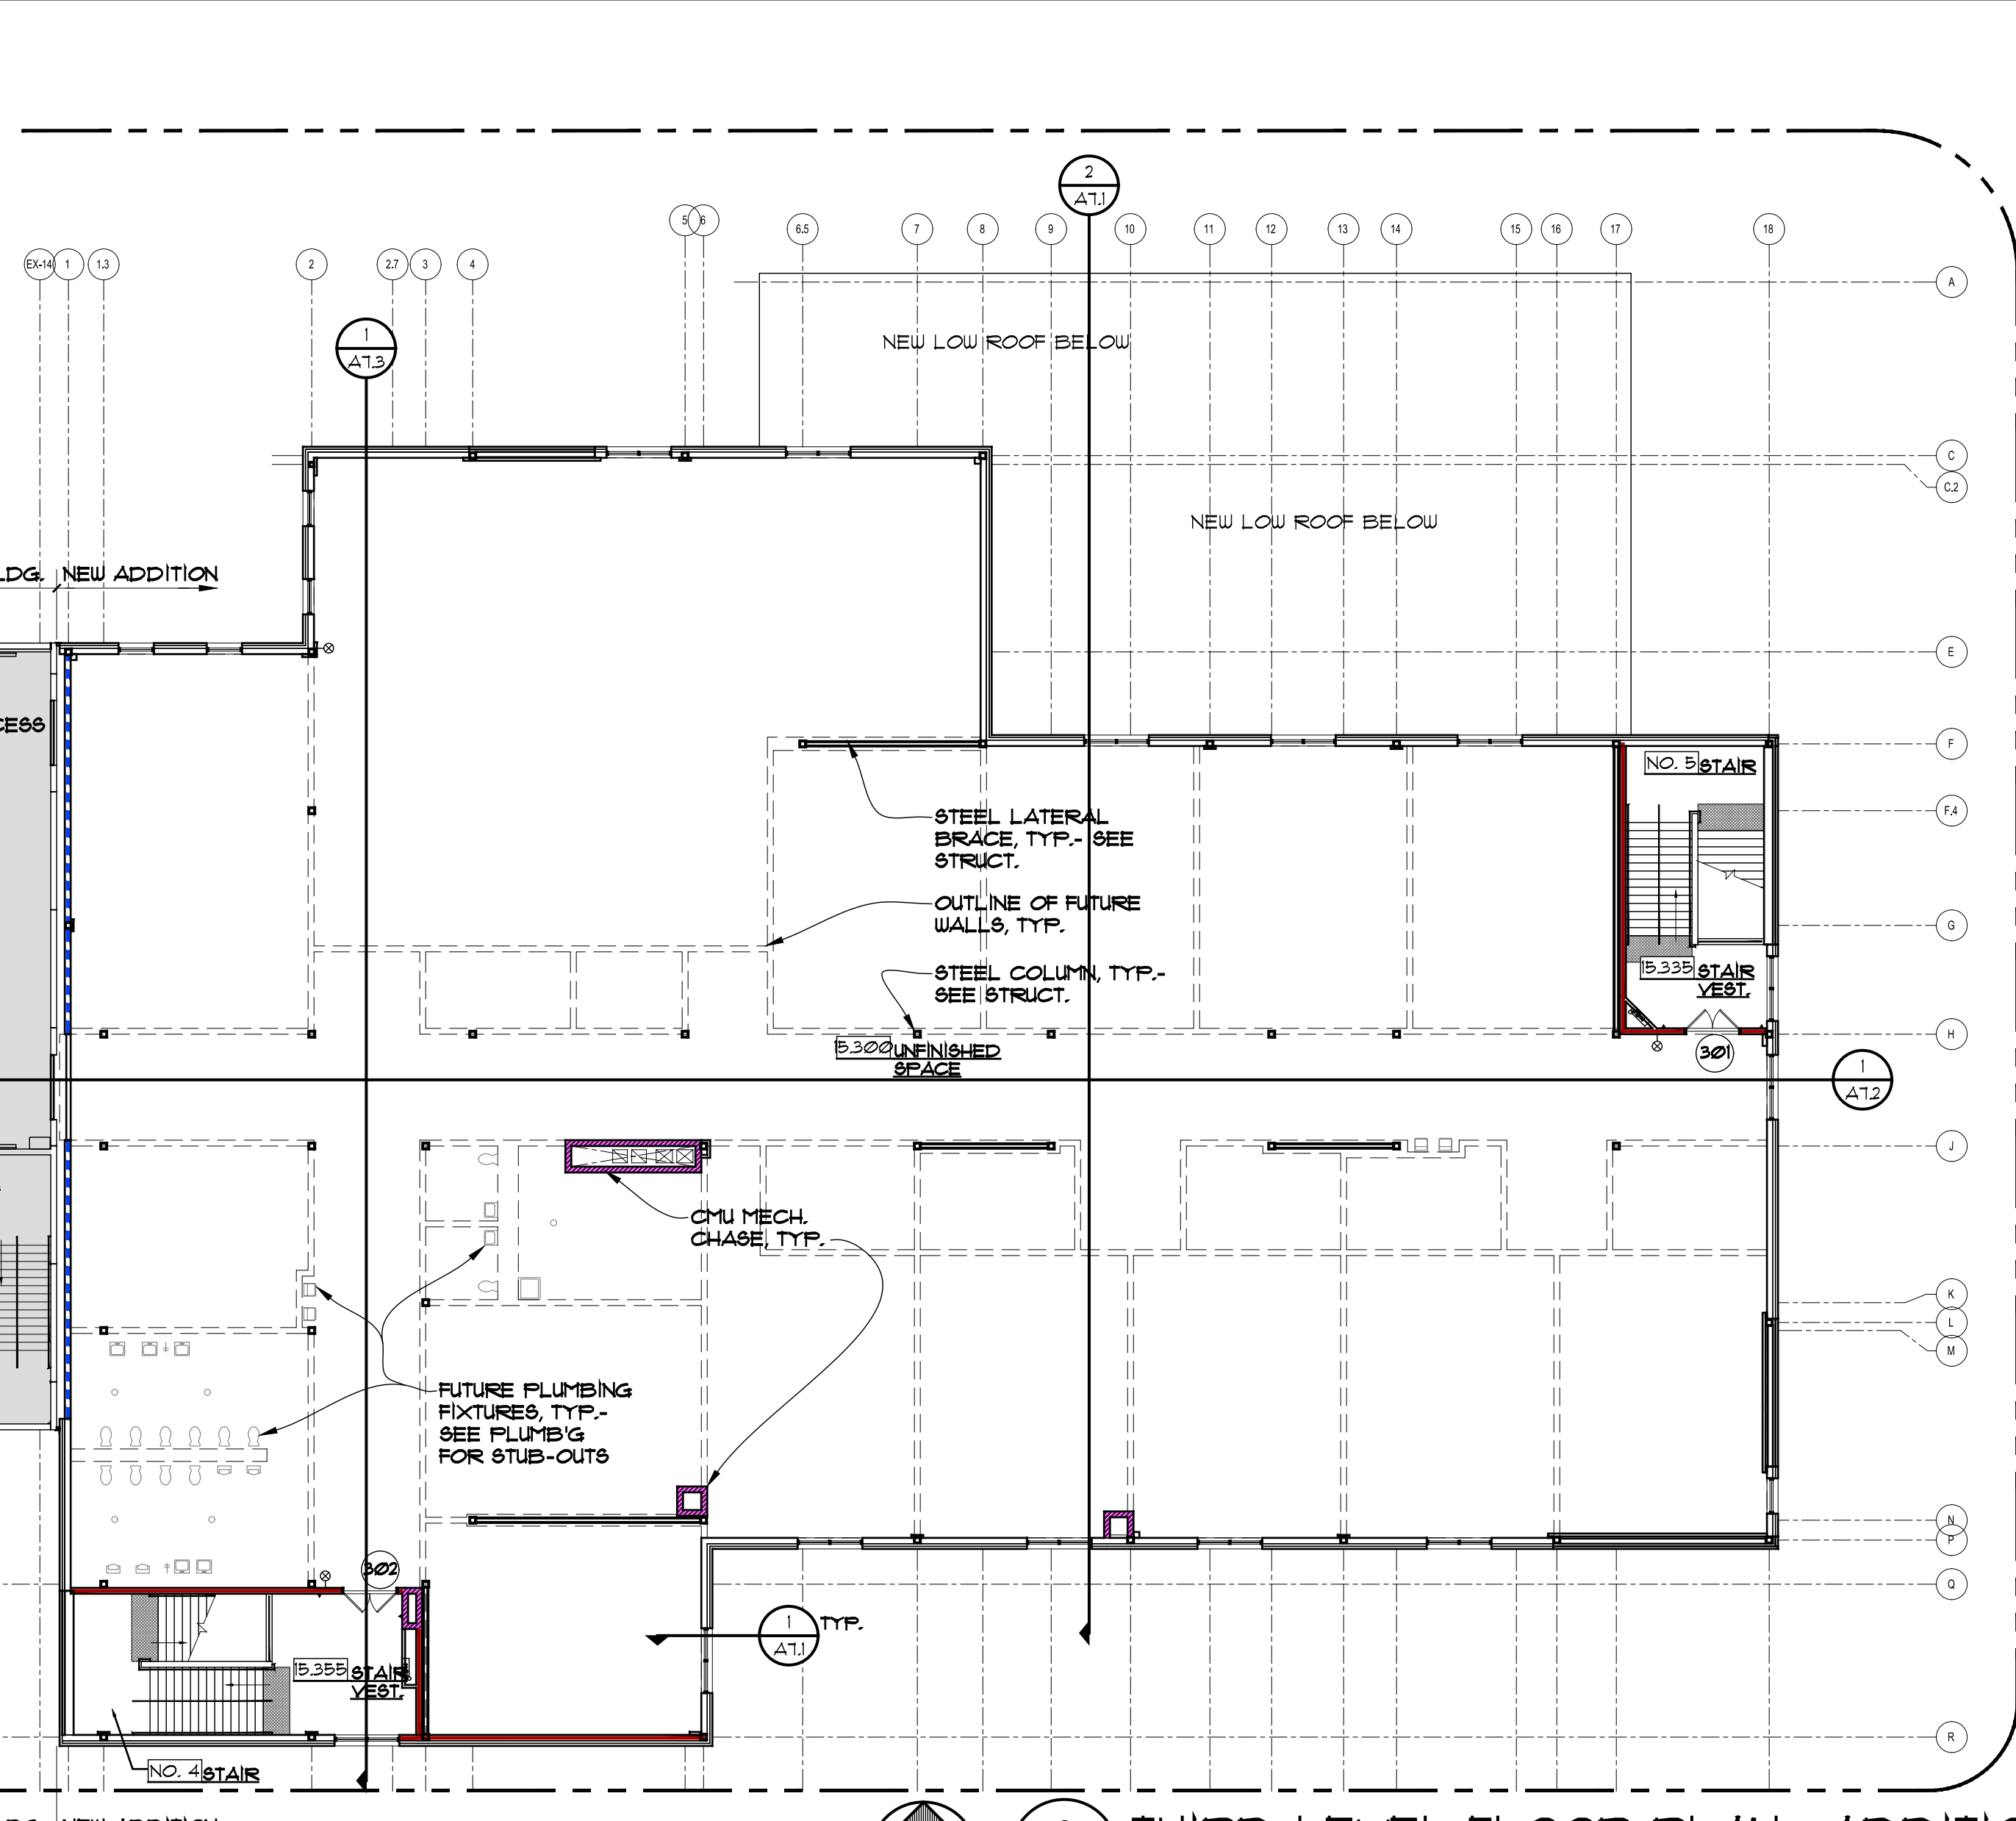 2
A7.1
5
6
6.5
7
8
9
10
11
12
13
14
15
16
17
18
EX-14
1
1.3
2
2.7
3
4
A
NEW LOW ROOF BELOW
1
A7.3
C
C.2
NEW LOW ROOF BELOW
LDG. NEW ADDITION
E
CESS
F
NO. 5 STAIR
F.4
STEEL LATERAL
BRACE, TYP.- SEE
STRUCT.
OUTLINE OF FUTURE
WALLS, TYP.
G
STEEL COLUMN, TYP.-
SEE STRUCT.
15.335 STAIR
VEST.
H
15.300 UNFINISHED
SPACE
301
1
A7.2
J
CMU MECH.
CHASE, TYP.
K
L
M
FUTURE PLUMBING
FIXTURES, TYP.-
SEE PLUMB'G
FOR STUB-OUTS
N
P
302
Q
1
A7.1
TYP.
15.355 STAIR
VEST.
R
NO. 4 STAIR